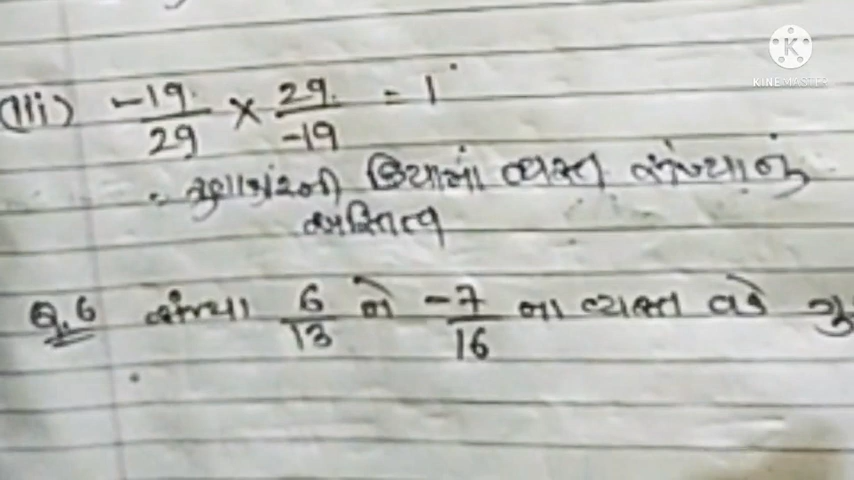 (iii) -19/29 × 29/-19 = 1
ગુણાકારની ક્રિયામાં વ્યસ્ત સંખ્યાનું
અસ્તિત્વ
Q.6 સંખ્યા 6/13 ને -7/16 ના વ્યસ્ત વડે ગુ
KINEMASTER